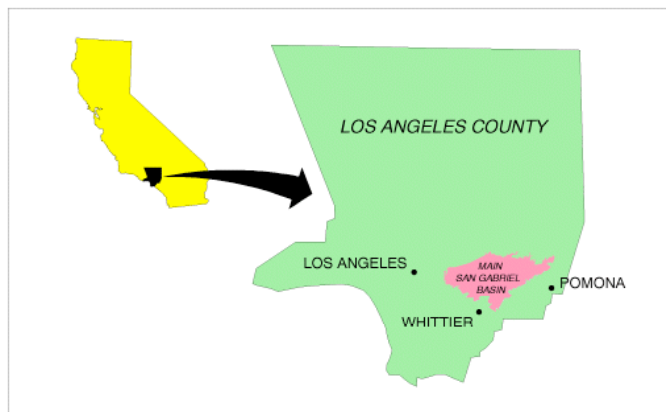 LOS ANGELES COUNTY
LOS ANGELES
MAIN
SAN GABRIEL
BASIN
POMONA
WHITTIER